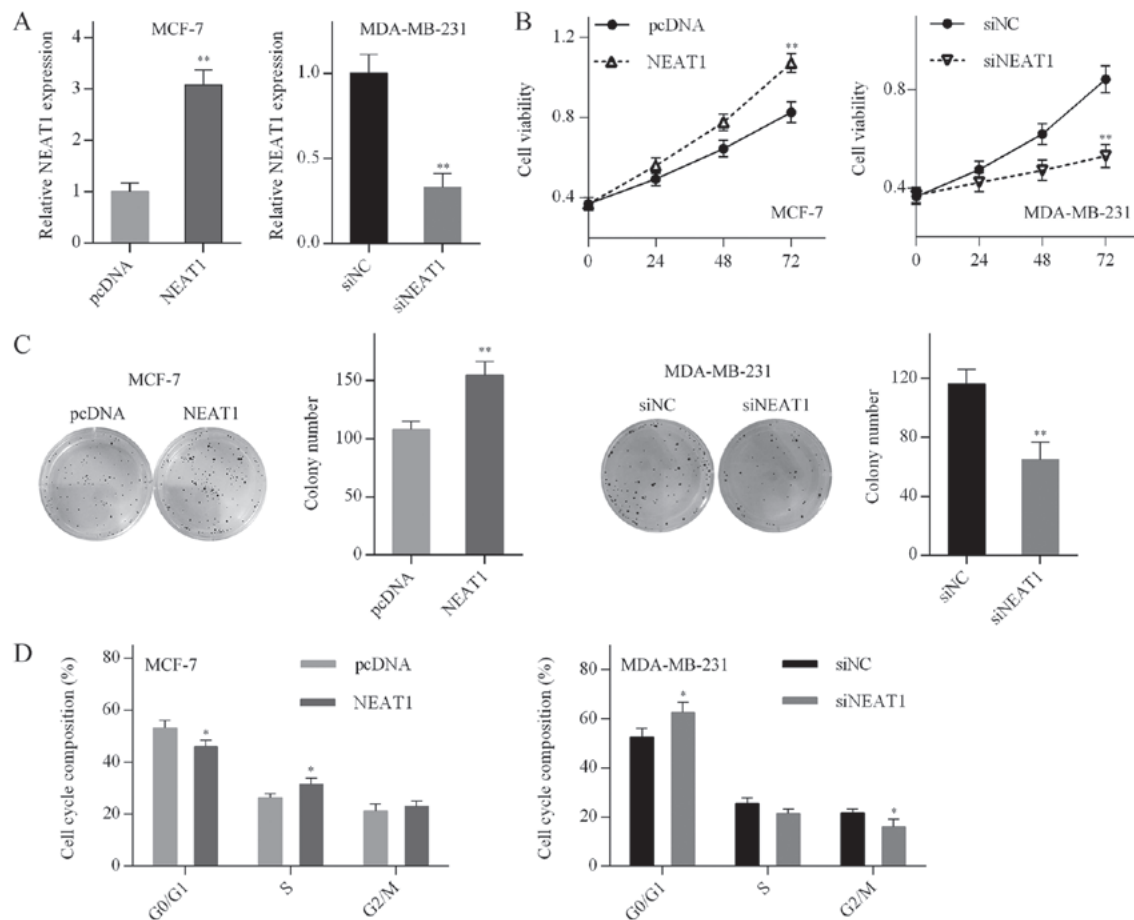 A
MCF-7
Relative NEAT1 expression
5
4
3
2
1
0
**
pcDNA
NEAT1
MDA-MB-231
Relative NEAT1 expression
1.0
0.5
0.0
**
siNC
siNEAT1
B
Cell viability
1.2
0.8
0.4
pcDNA
NEAT1
**
MCF-7
0
24
48
72
Cell viability
0.8
0.4
siNC
siNEAT1
**
MDA-MB-231
0
24
48
72
C
MCF-7
pcDNA
NEAT1
Colony number
150
100
50
0
**
pcDNA
NEAT1
MDA-MB-231
siNC
siNEAT1
Colony number
120
80
60
0
**
siNC
siNEAT1
D
MCF-7
Cell cycle composition (%)
80
60
40
20
0
pcDNA
NEAT1
*
*
G0/G1
S
G2/M
MDA-MB-231
Cell cycle composition (%)
80
60
40
20
0
siNC
siNEAT1
*
*
G0/G1
S
G2/M